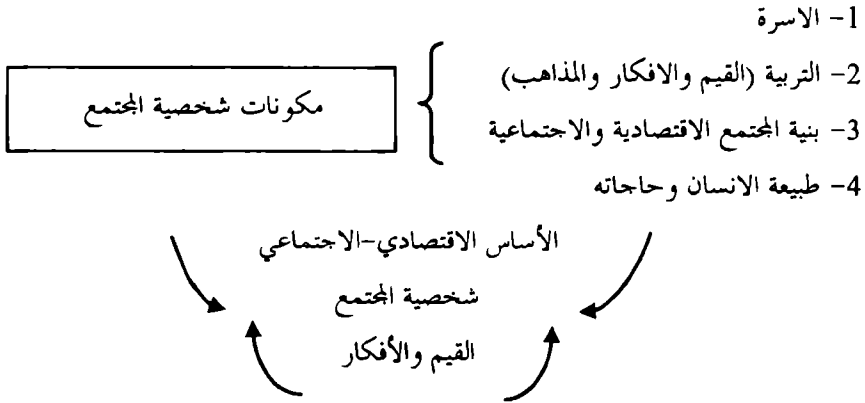 1- الاسرة
2- التربية (القيم والافكار والمذاهب)
مكونات شخصية المجتمع
3- بنية المجتمع الاقتصادية والاجتماعية
4- طبيعة الانسان وحاجاته
الأساس الاقتصادي-الاجتماعي
شخصية المجتمع
القيم والأفكار